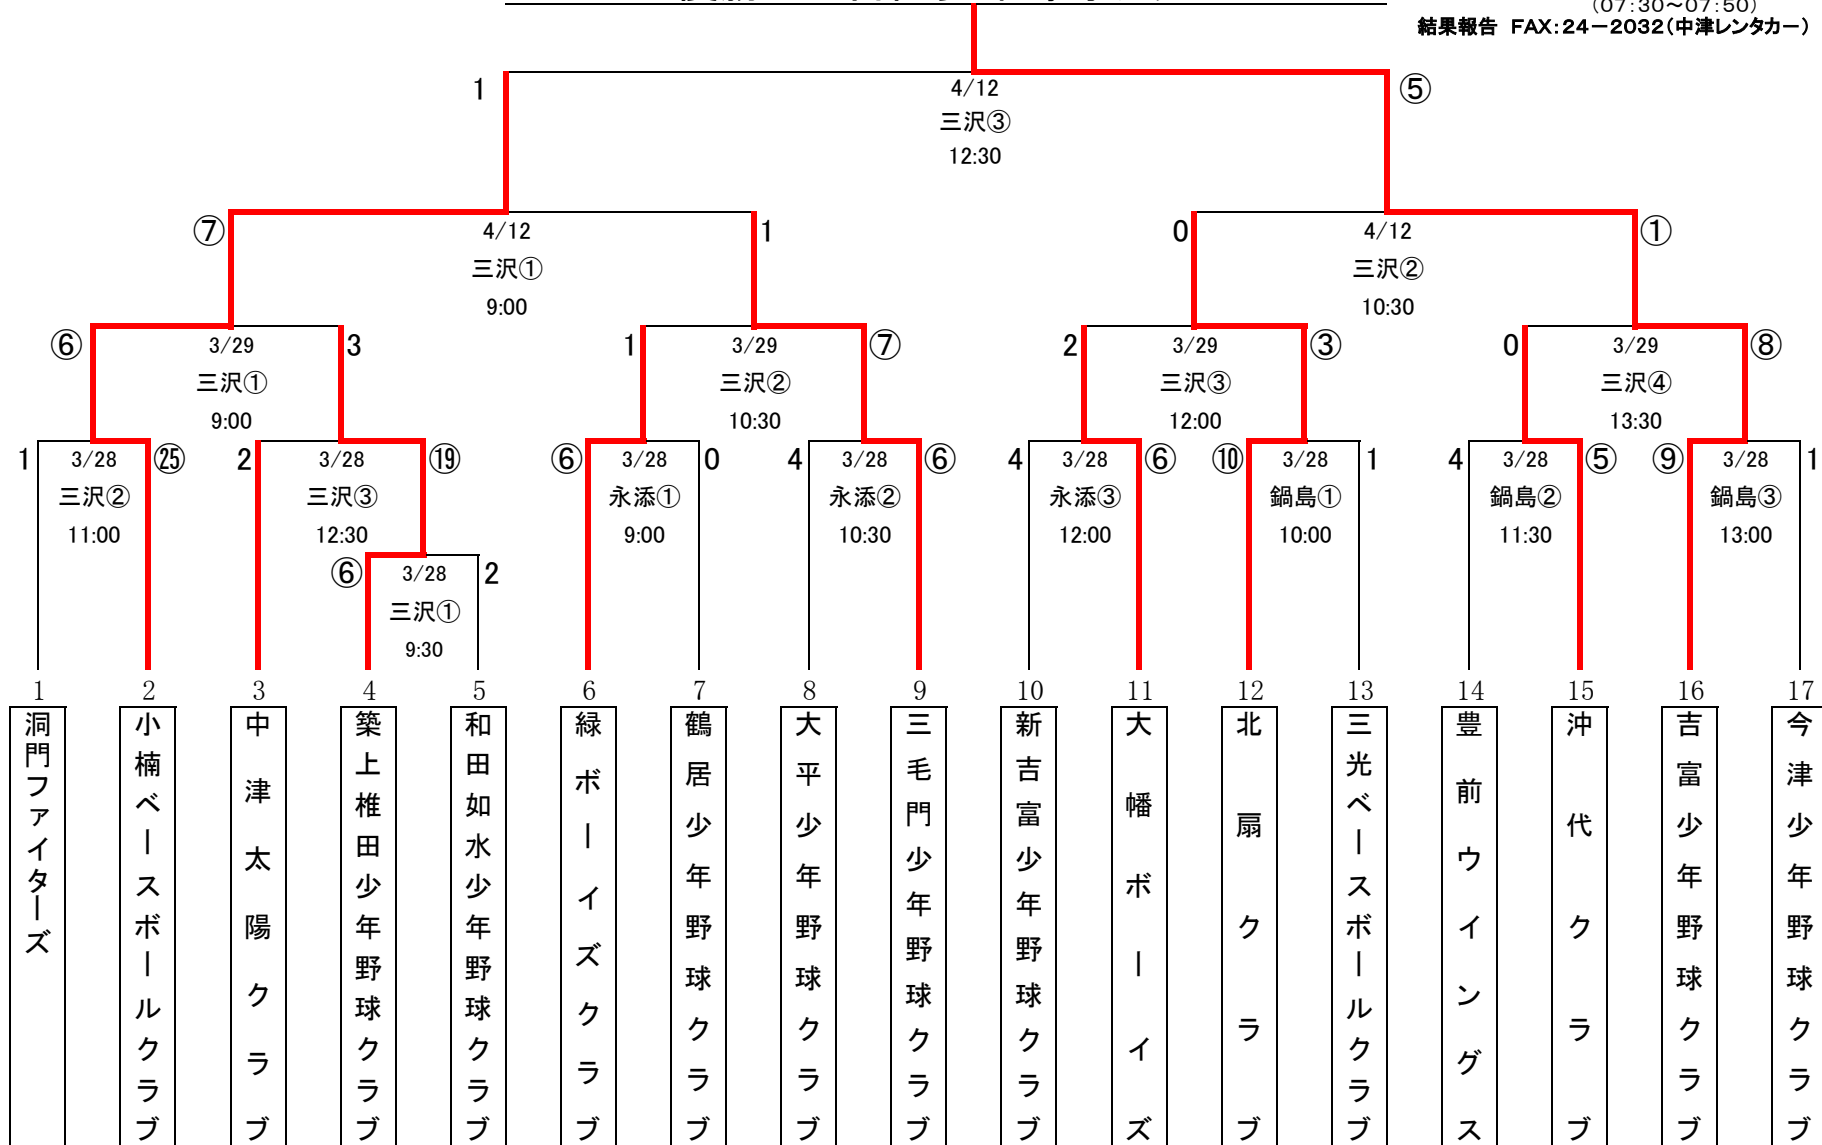 (07:30～07:50)
結果報告 FAX:24－2032(中津レンタカー)
1 4/12 ⑤
三沢③
12:30
⑦ 4/12 1 0 4/12 ①
三沢① 三沢②
9:00 10:30
⑥ 3/29 3 1 3/29 ⑦ 2 3/29 ③ 0 3/29 ⑧
三沢① 三沢② 三沢③ 三沢④
9:00 10:30 12:00 13:30
1 3/28 ㉕ 2 3/28 ⑲ ⑥ 3/28 0 4 3/28 ⑥ 4 3/28 ⑥ ⑩ 3/28 1 4 3/28 ⑤ ⑨ 3/28 1
三沢② 三沢③ 永添① 永添② 永添③ 鍋島① 鍋島② 鍋島③
11:00 12:30 9:00 10:30 12:00 10:00 11:30 13:00
⑥ 3/28 2
三沢①
9:30
1 2 3 4 5 6 7 8 9 10 11 12 13 14 15 16 17
洞門ファイターズ
小楠ベースボールクラブ
中津太陽クラブ
築上椎田少年野球クラブ
和田如水少年野球クラブ
緑ボーイズクラブ
鶴居少年野球クラブ
大平少年野球クラブ
三毛門少年野球クラブ
新吉富少年野球クラブ
大幡ボーイズ
北扇クラブ
三光ベースボールクラブ
豊前ウイングス
沖代クラブ
吉富少年野球クラブ
今津少年野球クラブ